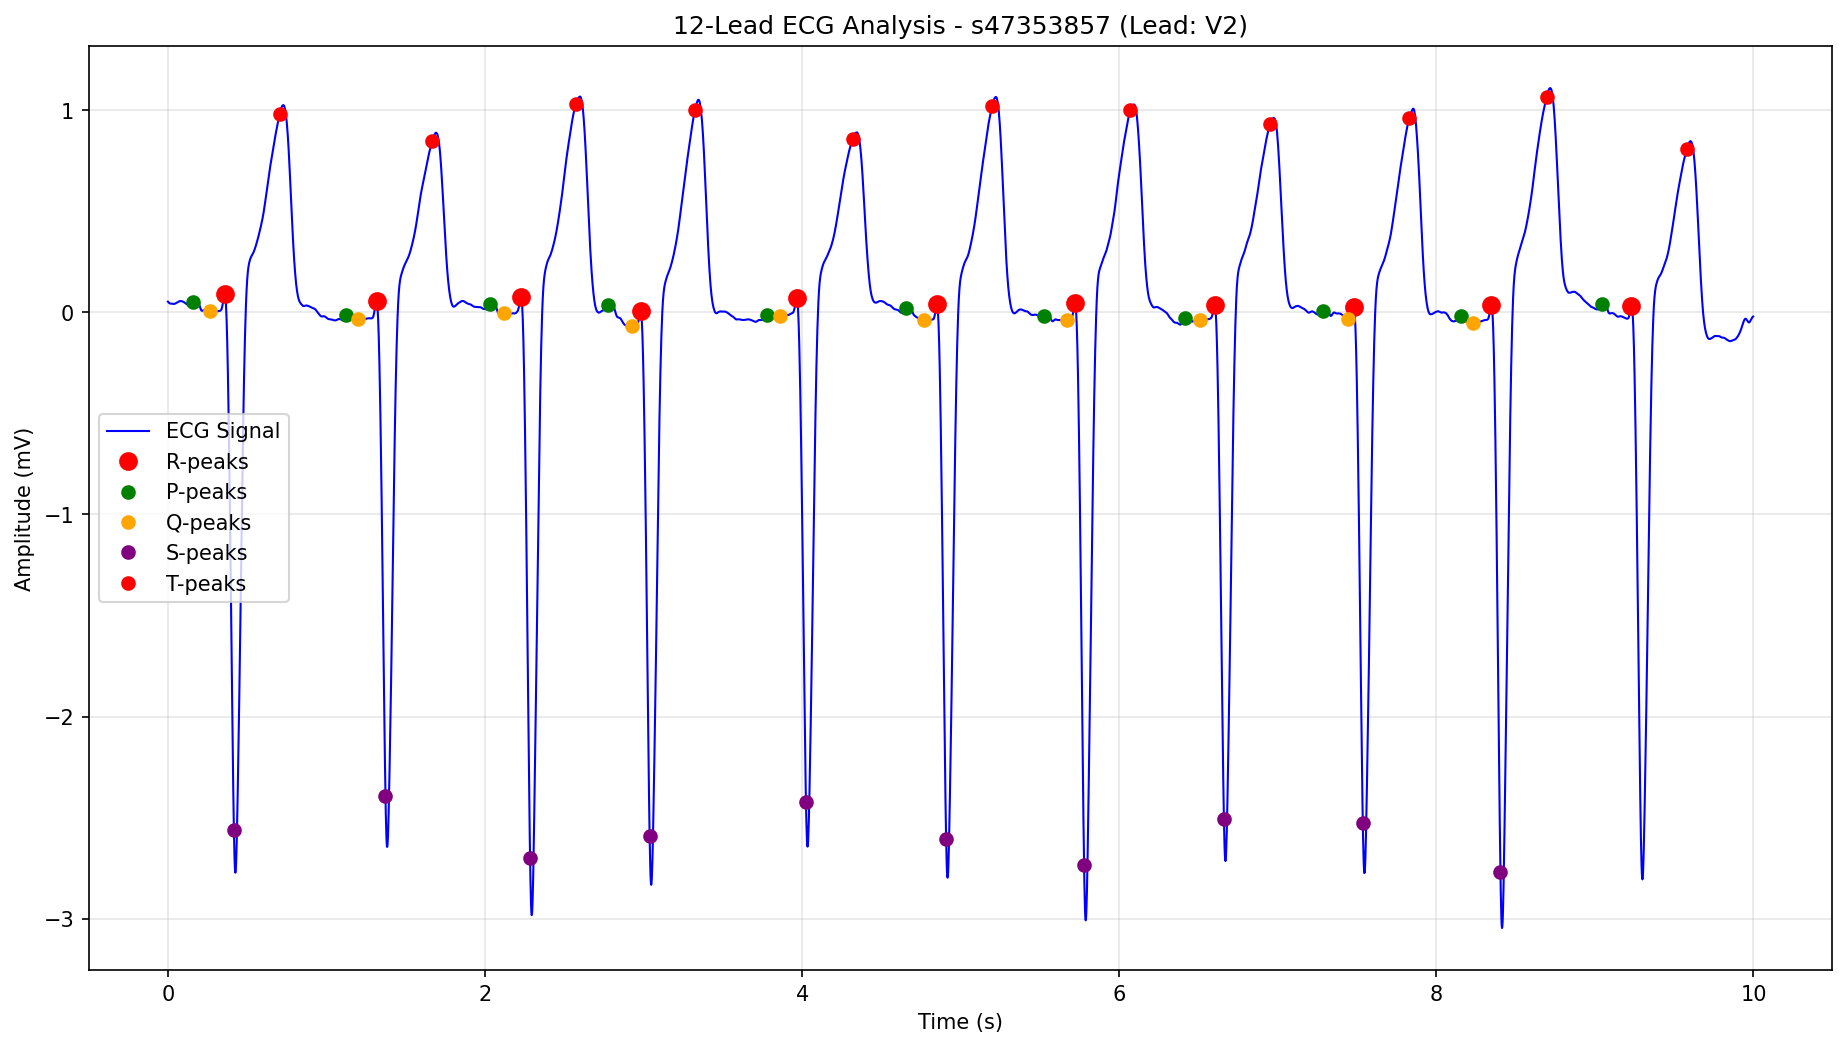 12-Lead ECG Analysis - s47353857 (Lead: V2)
Amplitude (mV)
1
0
−1
−2
−3
ECG Signal
R-peaks
P-peaks
Q-peaks
S-peaks
T-peaks
0 2 4 6 8 10
Time (s)